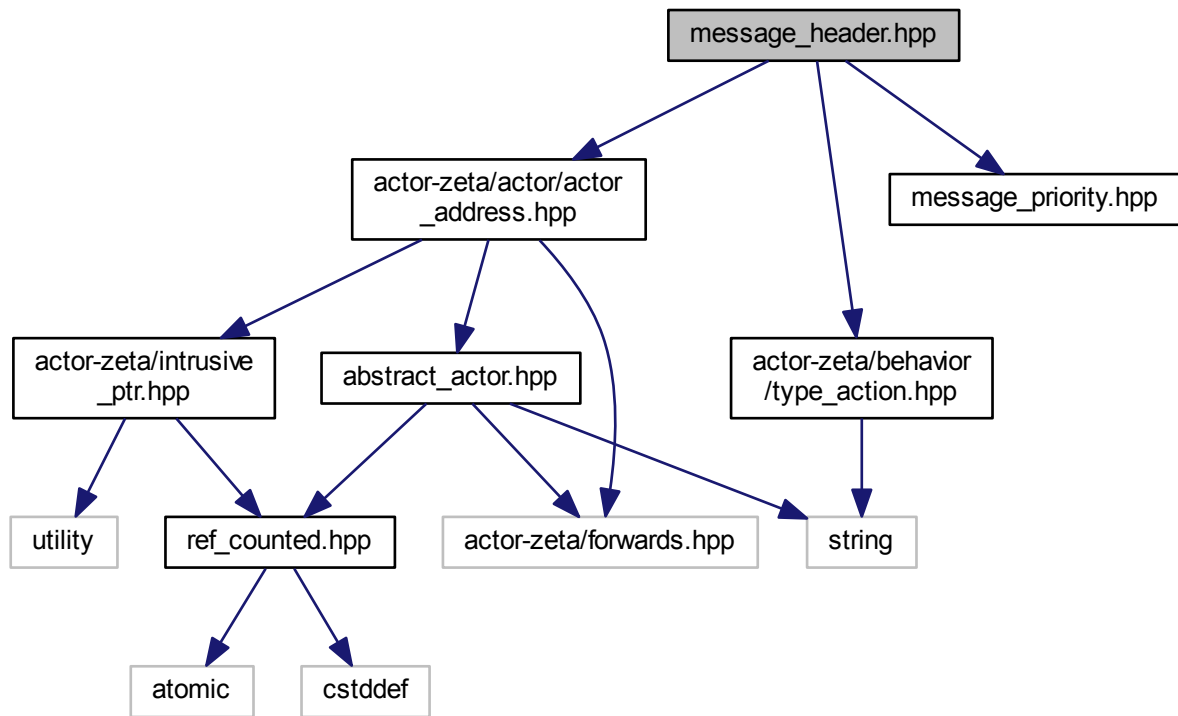 message_header.hpp
actor-zeta/actor/actor
_address.hpp
message_priority.hpp
actor-zeta/intrusive
_ptr.hpp
abstract_actor.hpp
actor-zeta/behavior
/type_action.hpp
utility
ref_counted.hpp
actor-zeta/forwards.hpp
string
atomic
cstddef